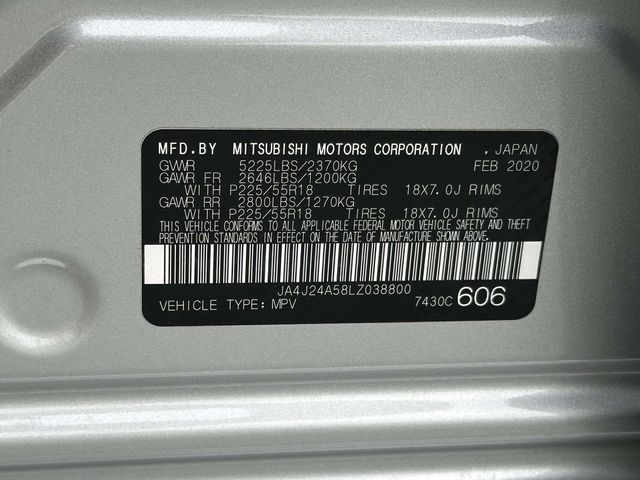 MFD.BY MITSUBISHI MOTORS CORPORATION . JAPAN
GVWR 5225LBS/2370KG FEB 2020
GAWR FR 2646LBS/1200KG
WITH P225/55R18 TIRES 18X7.0J RIMS
GAWR RR 2800LBS/1270KG
WITH P225/55R18 TIRES 18X7.0J RIMS
THIS VEHICLE CONFORMS TO ALL APPLICABLE FEDERAL MOTOR VEHICLE SAFETY AND THEFT
PREVENTION STANDARDS IN EFFECT ON THE DATE OF MANUFACTURE SHOWN ABOVE.
JA4J24A58LZ038800
VEHICLE TYPE:MPV 7430C 606